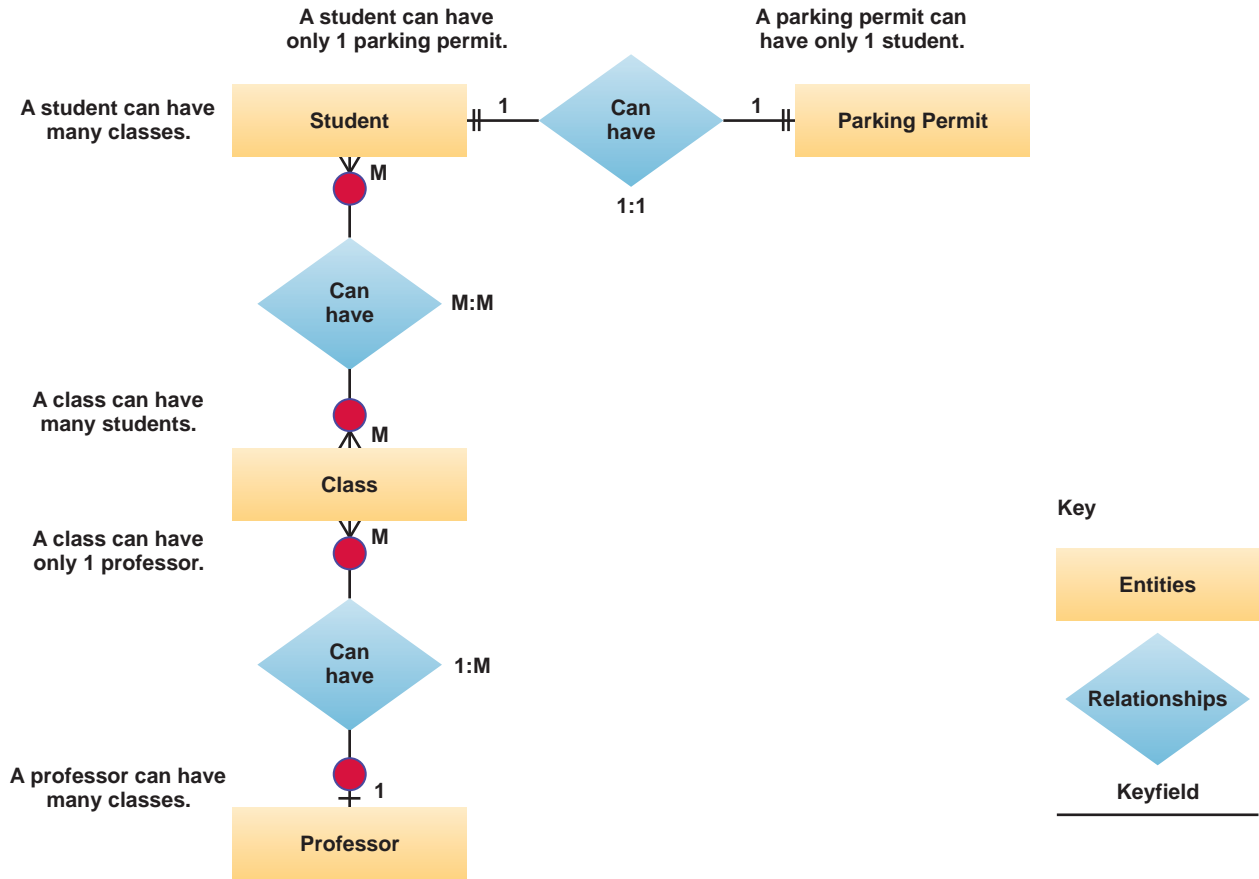 A student can have
only 1 parking permit.
A parking permit can
have only 1 student.
A student can have
many classes.
Student
1
Can
have
1
Parking Permit
1:1
M
Can
have
M:M
A class can have
many students.
M
Class
A class can have
only 1 professor.
M
Can
have
1:M
A professor can have
many classes.
1
Professor
Key
Entities
Relationships
Keyfield